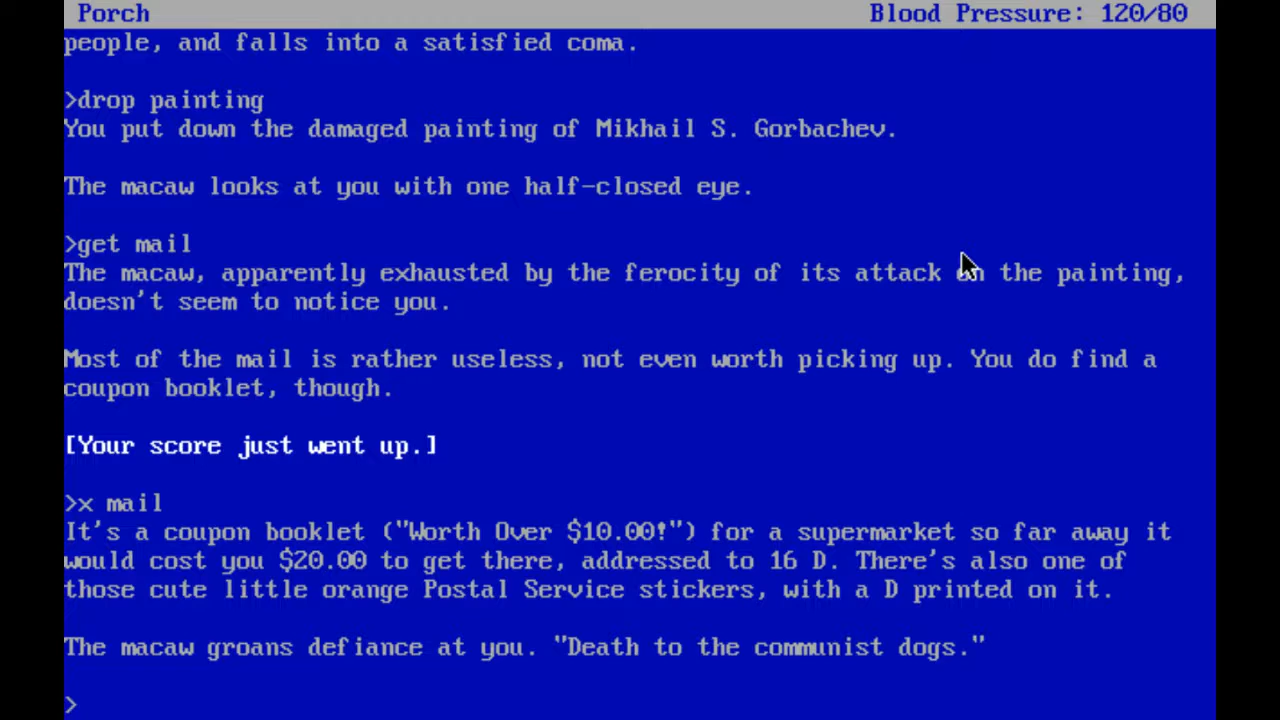 Porch Blood Pressure: 120/80
people, and falls into a satisfied coma.
>drop painting
You put down the damaged painting of Mikhail S. Gorbachev.
The macaw looks at you with one half-closed eye.
>get mail
The macaw, apparently exhausted by the ferocity of its attack on the painting,
doesn't seem to notice you.
Most of the mail is rather useless, not even worth picking up. You do find a
coupon booklet, though.
[Your score just went up.]
>x mail
It's a coupon booklet ("Worth Over $10.00!") for a supermarket so far away it
would cost you $20.00 to get there, addressed to 16 D. There's also one of
those cute little orange Postal Service stickers, with a D printed on it.
The macaw groans defiance at you. "Death to the communist dogs."
>